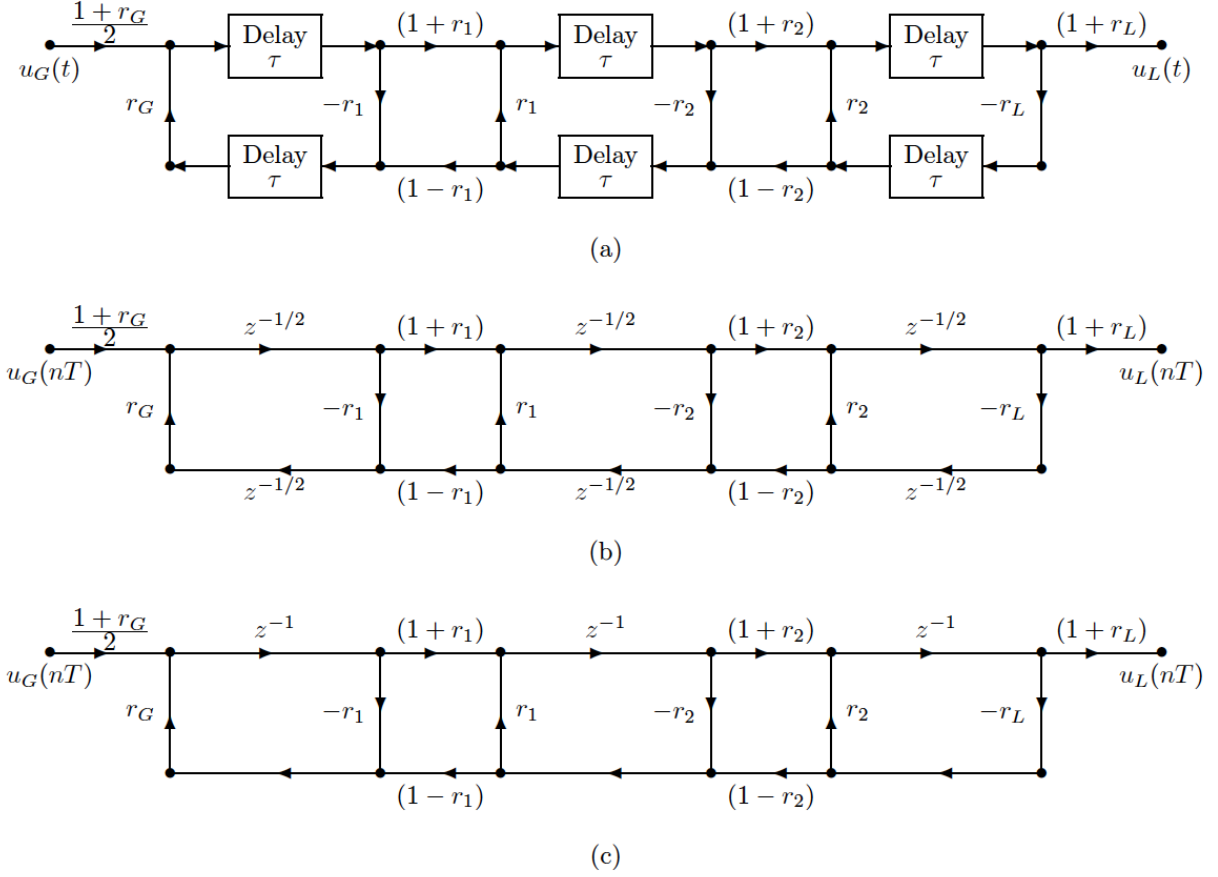 1 + r_G (1 + r_1) (1 + r_2) (1 + r_L)
2 Delay τ Delay τ Delay τ
u_G(t) u_L(t)
r_G −r_1 r_1 −r_2 r_2 −r_L
Delay τ Delay τ Delay τ
(1 − r_1) (1 − r_2)
(a)
1 + r_G z^{−1/2} (1 + r_1) z^{−1/2} (1 + r_2) z^{−1/2} (1 + r_L)
2
u_G(nT) u_L(nT)
r_G −r_1 r_1 −r_2 r_2 −r_L
z^{−1/2} (1 − r_1) z^{−1/2} (1 − r_2) z^{−1/2}
(b)
1 + r_G z^{−1} (1 + r_1) z^{−1} (1 + r_2) z^{−1} (1 + r_L)
2
u_G(nT) u_L(nT)
r_G −r_1 r_1 −r_2 r_2 −r_L
(1 − r_1) (1 − r_2)
(c)